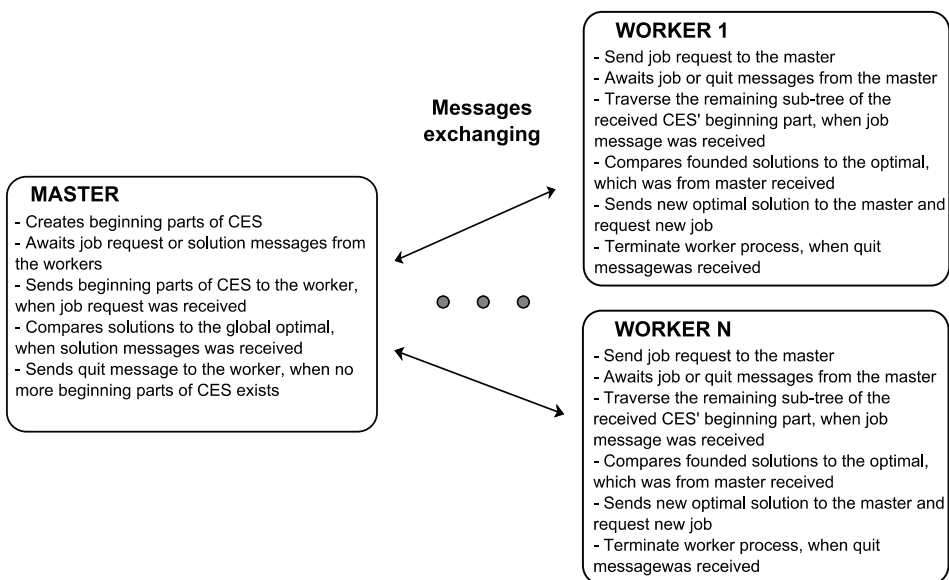 WORKER 1
- Send job request to the master
- Awaits job or quit messages from the master
- Traverse the remaining sub-tree of the
received CES' beginning part, when job
message was received
- Compares founded solutions to the optimal,
which was from master received
- Sends new optimal solution to the master and
request new job
- Terminate worker process, when quit
messagewas received
Messages
exchanging
MASTER
- Creates beginning parts of CES
- Awaits job request or solution messages from
the workers
- Sends beginning parts of CES to the worker,
when job request was received
- Compares solutions to the global optimal,
when solution messages was received
- Sends quit message to the worker, when no
more beginning parts of CES exists
WORKER N
- Send job request to the master
- Awaits job or quit messages from the master
- Traverse the remaining sub-tree of the
received CES' beginning part, when job
message was received
- Compares founded solutions to the optimal,
which was from master received
- Sends new optimal solution to the master and
request new job
- Terminate worker process, when quit
messagewas received